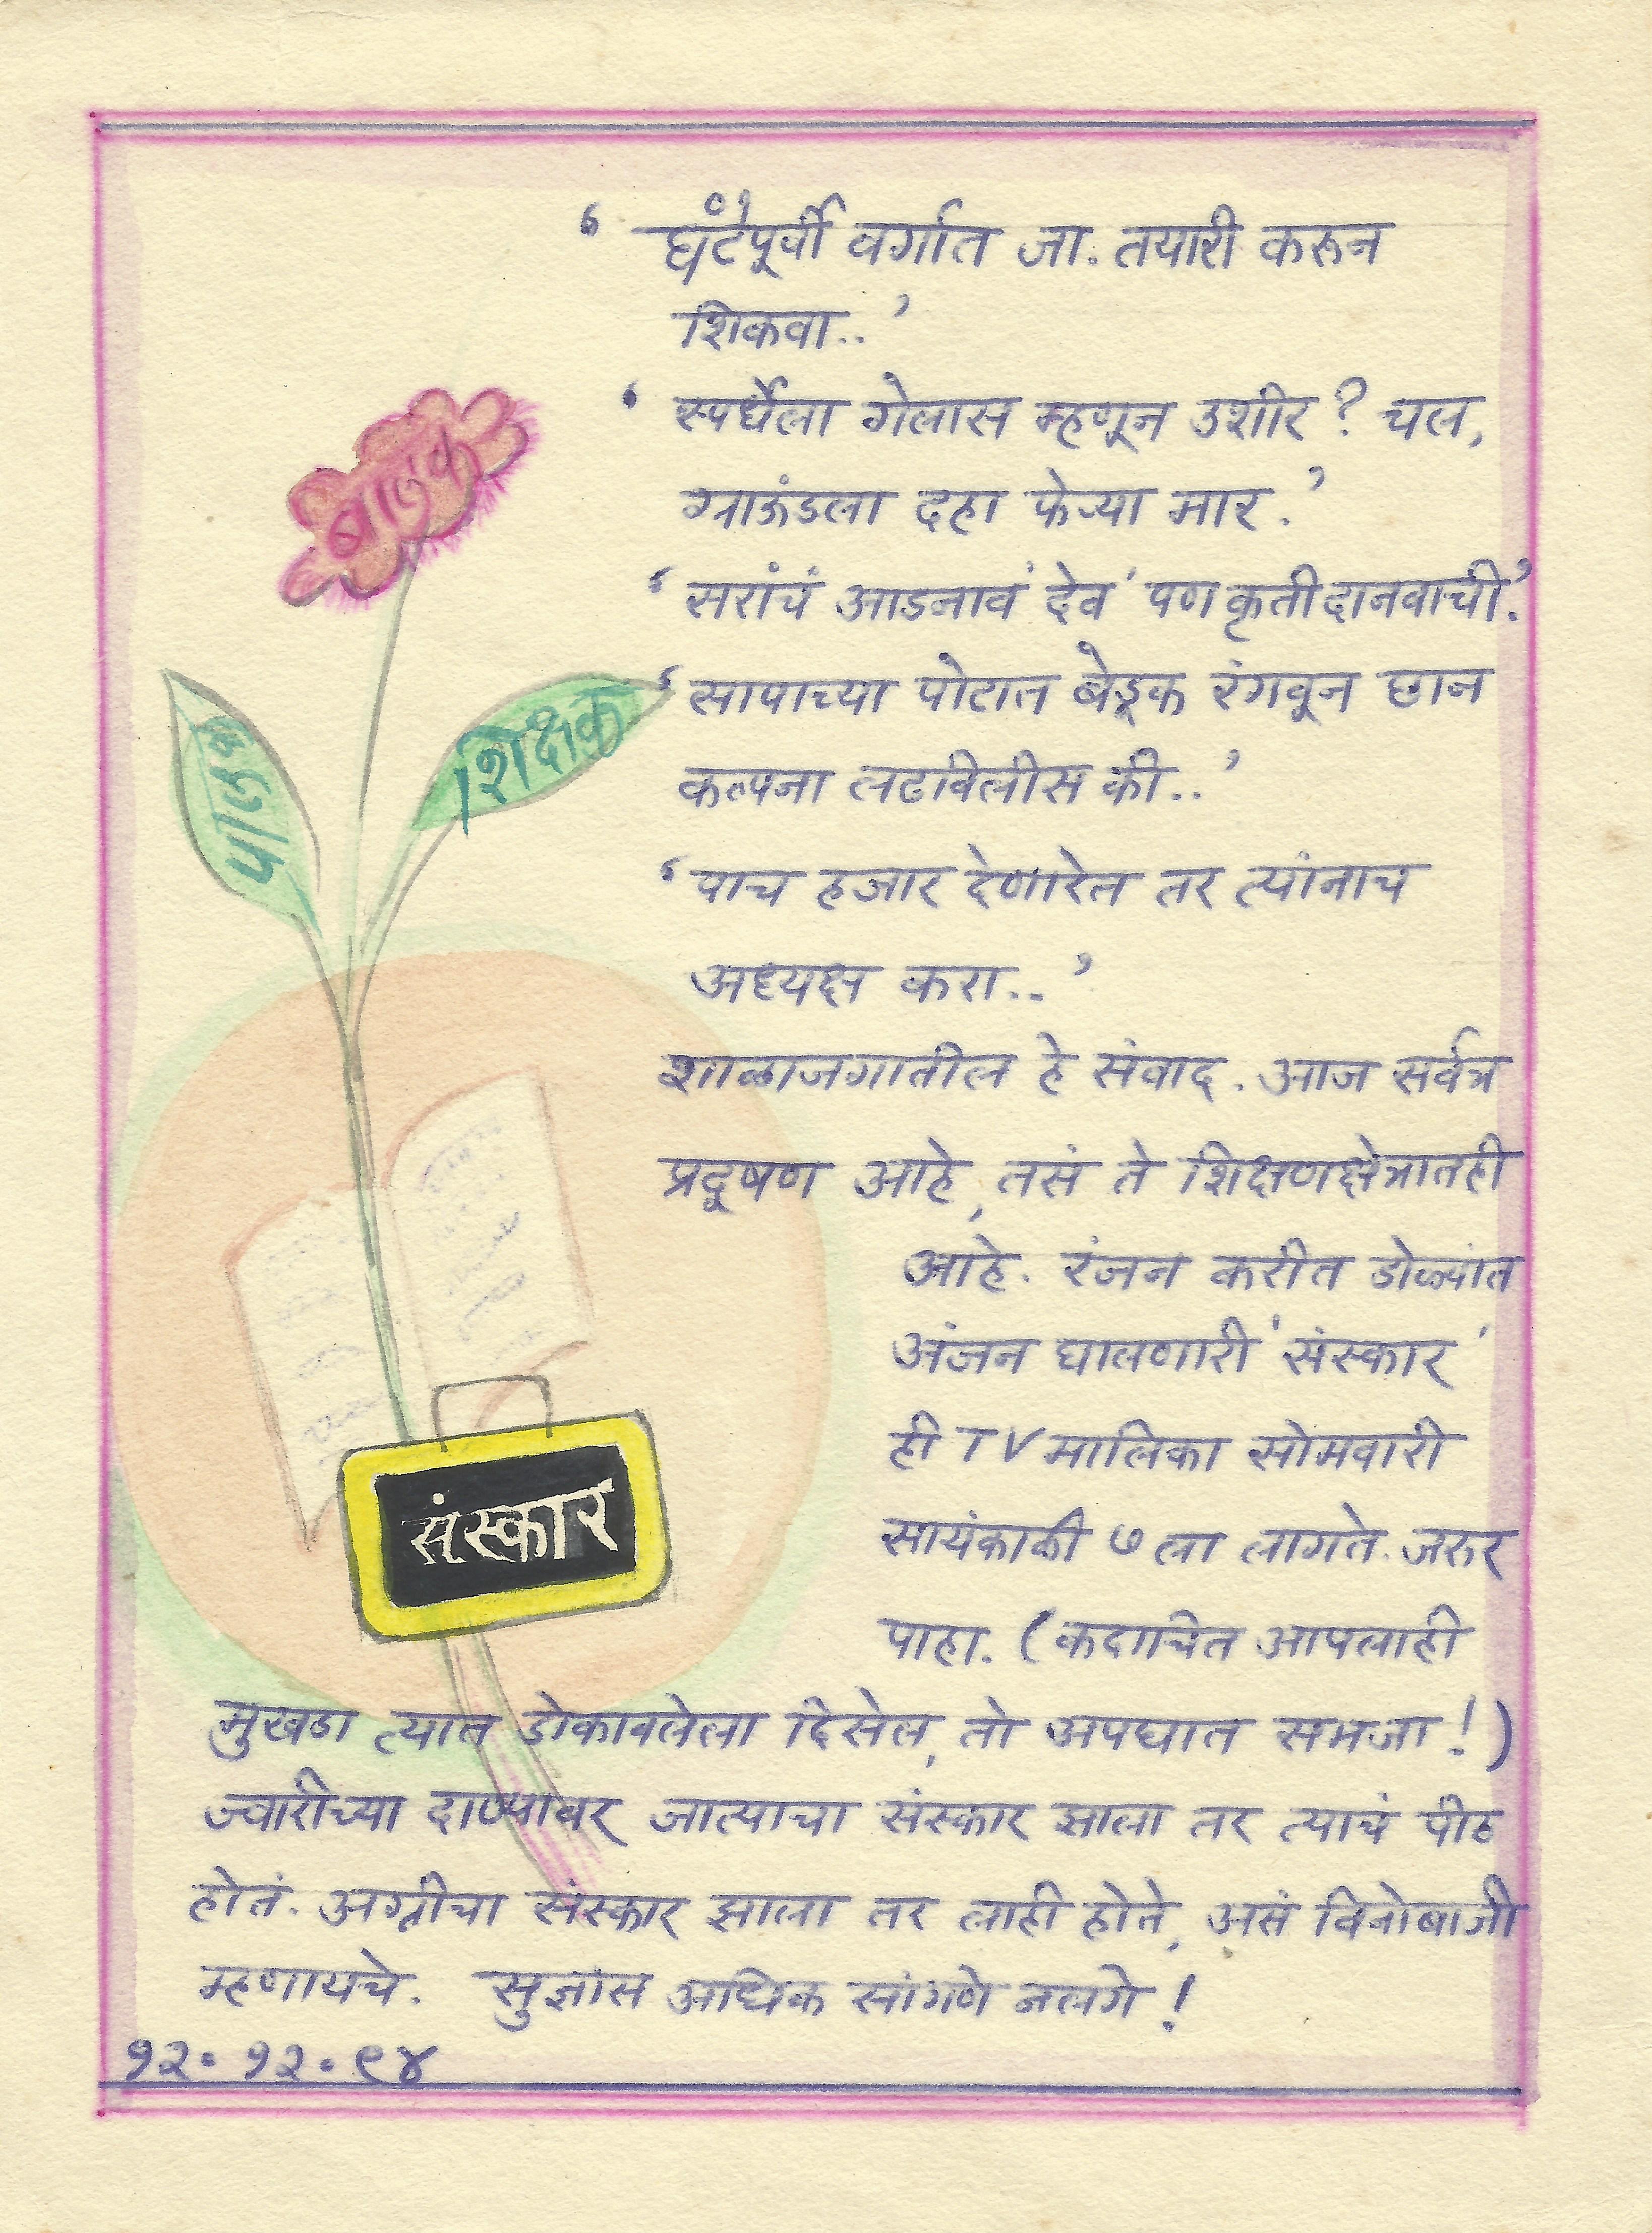 ‘ घंटेपूर्वी वर्गात जा. तयारी करून
शिकवा..’
‘ स्पर्धेला गेलास म्हणून उशीर ? चल,
ग्राऊंडला दहा फेऱ्या मार.’
‘ सरांचं आडनाव 'देव' पण कृती दानवाची.’
‘ सापाच्या पोटात बेडूक रंगवून छान
कल्पना लढविलीस की..’
‘ पाच हजार देणारेत तर त्यांनाच
अध्यक्ष करा..’
शाळाजगातील हे संवाद. आज सर्वत्र
प्रदूषण आहे, तसं ते शिक्षणक्षेत्रातही
आहे. रंजन करीत डोळ्यांत
अंजन घालणारी 'संस्कार'
ही TV मालिका सोमवारी
सायंकाळी ७ ला लागते. जरुर
पाहा. (कदाचित आपलाही
मुखडा त्यात डोकावलेला दिसेल, तो अपघात समजा!)
ज्वारीच्या दाण्यावर जात्याचा संस्कार झाला तर त्याचं पीठ
होतं. अग्नीचा संस्कार झाला तर लाही होते, असं विनोबाजी
म्हणायचे. सुज्ञांस अधिक सांगणे नलगे!
१२. १२. ९४
बालक
पालक
शिक्षक
संस्कार